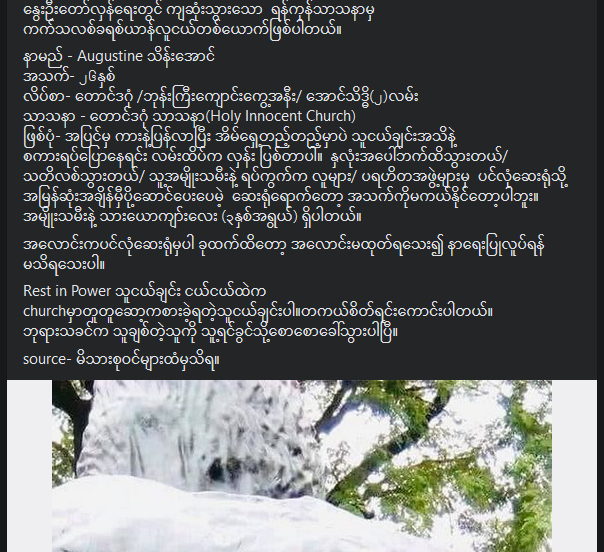 နွေးဦးတော်လှန်ရေးတွင် ကျဆုံးသွားသော ရန်ကုန်သာသနာမှ
ကက်သလစ်ခရစ်ယာန်လူငယ်တစ်ယောက်ဖြစ်ပါတယ်။
နာမည် - Augustine သိန်းအောင်
အသက်- ၂၆နှစ်
လိပ်စာ- တောင်ဒဂုံ /ဘုန်းကြီးကျောင်းကွေ့အနီး/ အောင်သိဒ္ဓိ(၂)လမ်း
သာသနာ - တောင်ဒဂုံ သာသနာ(Holy Innocent Church)
ဖြစ်ပုံ- အပြင်မှ ကားနဲ့ပြန်လာပြီး အိမ်ရှေ့တည့်တည့်မှာပဲ သူငယ်ချင်းအသိနဲ့
စကားရပ်ပြောနေရင်း လမ်းထိပ်က လှန်း ပြစ်တာပါ။ နှလုံးအပေါ်ဘက်ထိသွားတယ်/
သတိလစ်သွားတယ်/ သူ့အမျိုးသမီးနဲ့ ရပ်ကွက်က လူများ/ ပရဟိတအဖွဲ့များမှ ပင်လုံဆေးရုံသို့
အမြန်ဆုံးအချိန်မှီပို့ဆောင်ပေးပေမဲ့ ဆေးရုံရောက်တော့ အသက်ကိုမကယ်နိုင်တော့ပါဘူး။
အမျိုးသမီးနဲ့ သားယောကျာ်းလေး (၃နှစ်အရွယ်) ရှိပါတယ်။
အလောင်းကပင်လုံဆေးရုံမှပါ ခုထက်ထိတော့ အလောင်းမထုတ်ရသေး၍ နာရေးပြုလုပ်ရန်
မသိရသေးပါ။
Rest in Power သူငယ်ချင်း ငယ်ငယ်ထဲက
churchမှာတူတူဆော့ကစားခဲ့ရတဲ့သူငယ်ချင်းပါ။တကယ်စိတ်ရင်းကောင်းပါတယ်။
ဘုရားသခင်က သူချစ်တဲ့သူကို သူ့ရင်ခွင်သို့စောစောခေါ်သွားပါပြီ။
source- မိသားစုဝင်များထံမှသိရ။